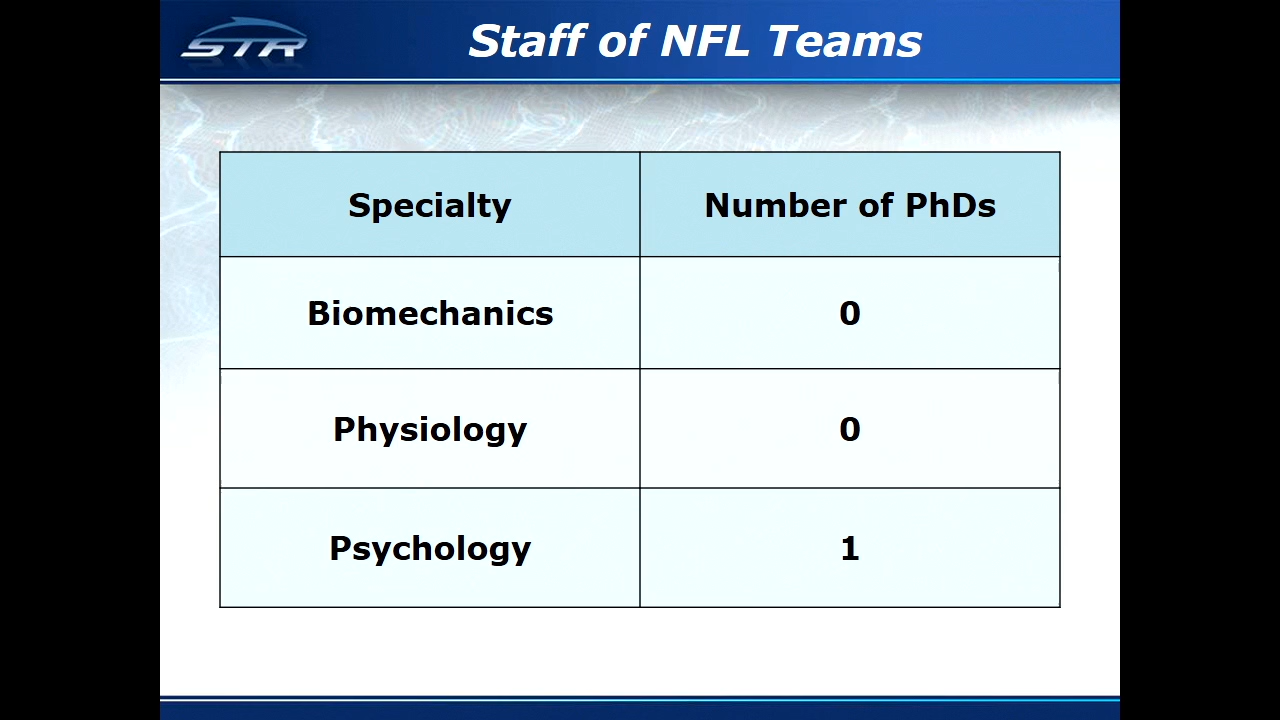 STR
Staff of NFL Teams
Specialty
Number of PhDs
Biomechanics
0
Physiology
0
Psychology
1